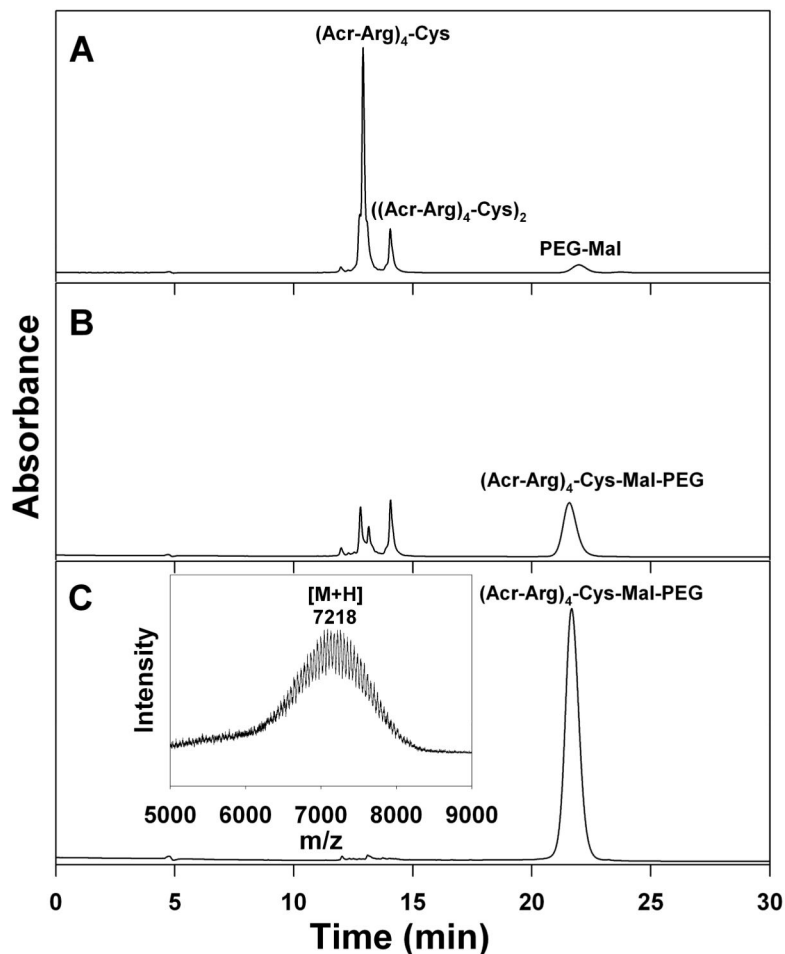 A
(Acr-Arg)₄-Cys
((Acr-Arg)₄-Cys)₂
PEG-Mal
B
(Acr-Arg)₄-Cys-Mal-PEG
C
(Acr-Arg)₄-Cys-Mal-PEG
[M+H]
7218
Intensity
5000 6000 7000 8000 9000
m/z
Absorbance
0 5 10 15 20 25 30
Time (min)